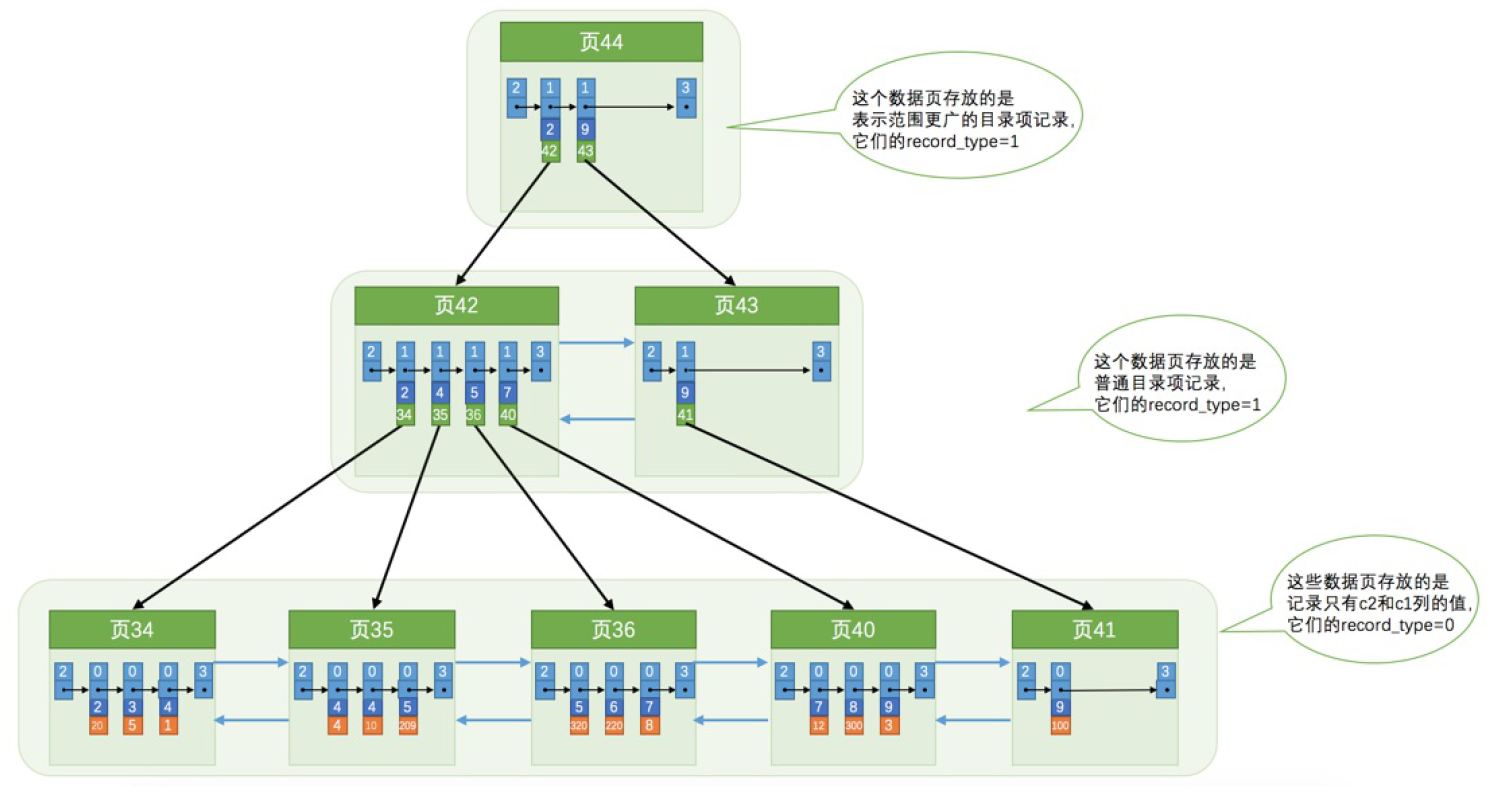 页44
2 1 1 3
2 9
42 43
这个数据页存放的是
表示范围更广的目录项记录,
它们的record_type=1
页42
2 1 1 1 1 3
2 4 5 7
34 35 36 40
页43
2 1 3
9
41
这个数据页存放的是
普通目录项记录,
它们的record_type=1
这些数据页存放的是
记录只有c2和c1列的值,
它们的record_type=0
页34
2 0 0 0 3
2 3 4
20 5 1
页35
2 0 0 0 3
4 4 5
4 10 209
页36
2 0 0 0 3
5 6 7
320 220 8
页40
2 0 0 0 3
7 8 9
12 300 3
页41
2 0 3
9
100